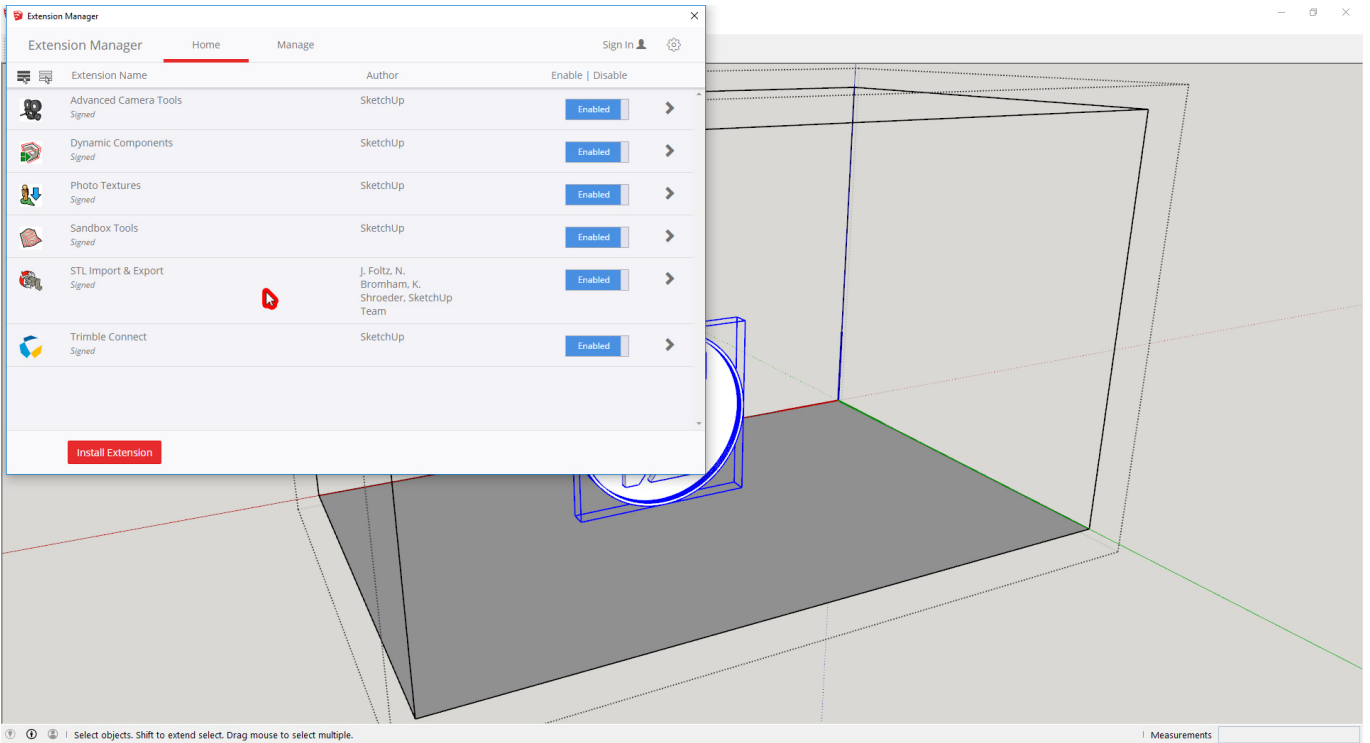 Extension Manager
Extension Manager Home Manage Sign In
Extension Name Author Enable | Disable
Advanced Camera Tools SketchUp Enabled
Signed
Dynamic Components SketchUp Enabled
Signed
Photo Textures SketchUp Enabled
Signed
Sandbox Tools SketchUp Enabled
Signed
STL Import & Export J. Foltz, N. Enabled
Signed Bromham, K.
Shroeder, SketchUp
Team
Trimble Connect SketchUp Enabled
Signed
Install Extension
Select objects. Shift to extend select. Drag mouse to select multiple. Measurements